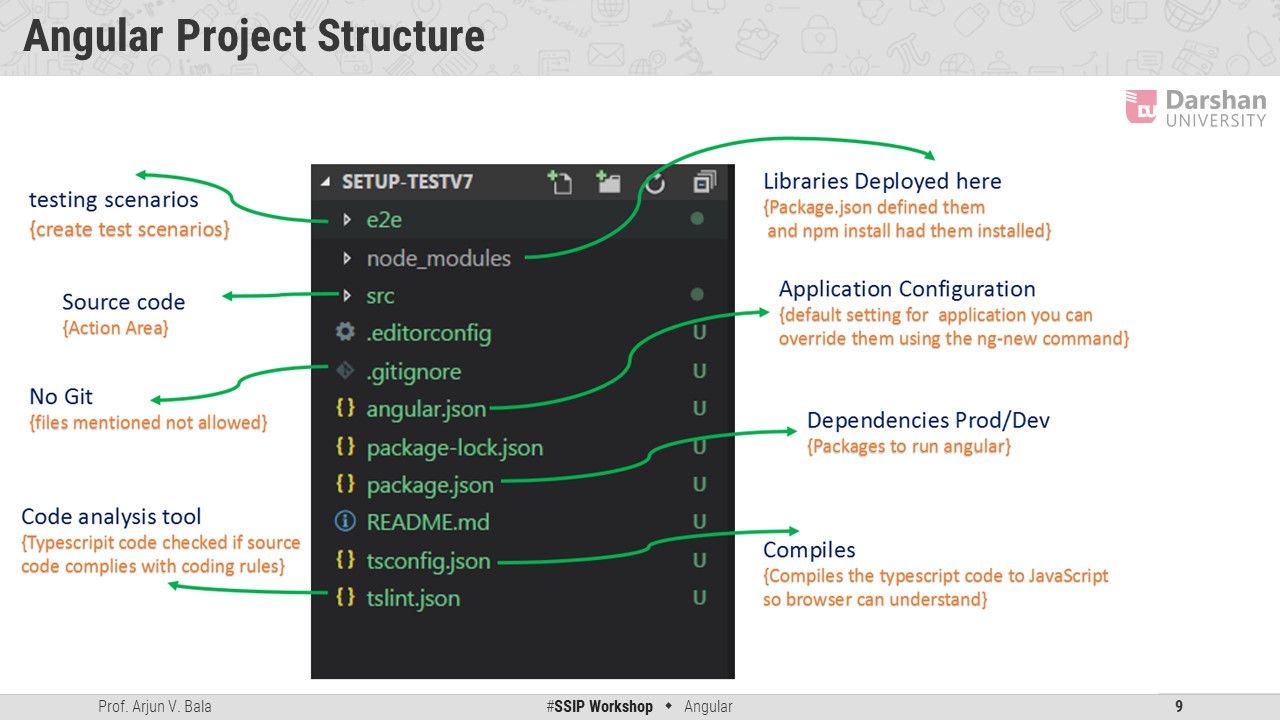 Angular Project Structure
Darshan
UNIVERSITY
testing scenarios
{create test scenarios}
Source code
{Action Area}
No Git
{files mentioned not allowed}
Code analysis tool
{Typescripit code checked if source
code complies with coding rules}
SETUP-TESTV7
e2e
node_modules
src
.editorconfig U
.gitignore U
angular.json U
package-lock.json U
package.json U
README.md U
tsconfig.json U
tslint.json U
Libraries Deployed here
{Package.json defined them
and npm install had them installed}
Application Configuration
{default setting for application you can
override them using the ng-new command}
Dependencies Prod/Dev
{Packages to run angular}
Compiles
{Compiles the typescript code to JavaScript
so browser can understand}
Prof. Arjun V. Bala
#SSIP Workshop ◆ Angular
9